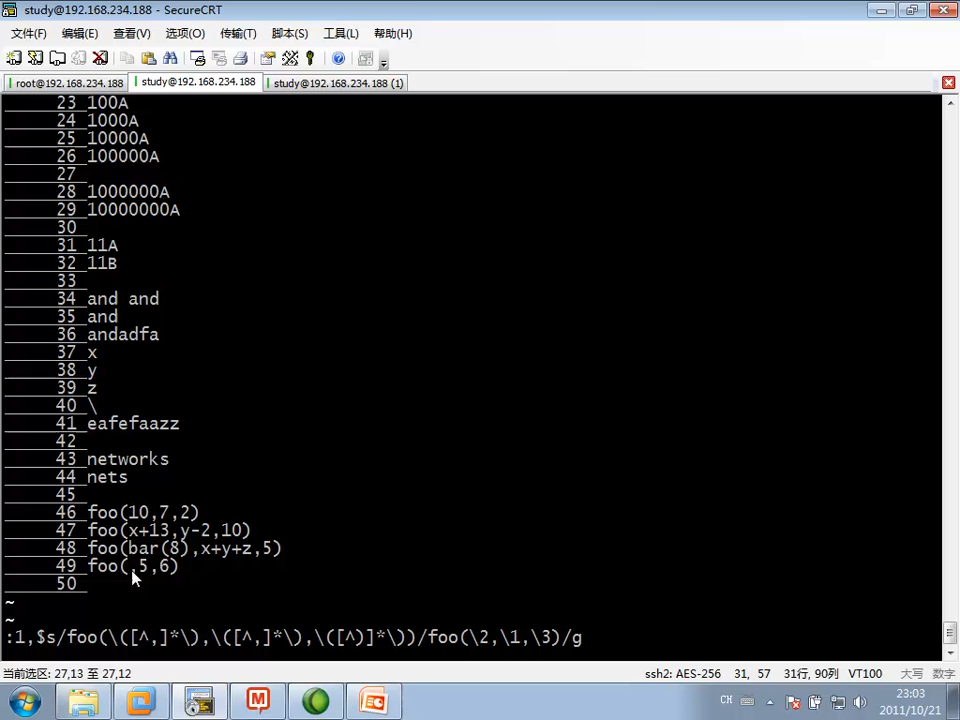 study@192.168.234.188 - SecureCRT
文件(F) 编辑(E) 查看(V) 选项(O) 传输(T) 脚本(S) 工具(L) 帮助(H)
root@192.168.234.188 study@192.168.234.188 study@192.168.234.188 (1)
23 100A
24 1000A
25 10000A
26 100000A
27
28 1000000A
29 10000000A
30
31 11A
32 11B
33
34 and and
35 and
36 andadfa
37 x
38 y
39 z
40 \
41 eafefaazz
42
43 networks
44 nets
45
46 foo(10,7,2)
47 foo(x+13,y-2,10)
48 foo(bar(8),x+y+z,5)
49 foo(,5,6)
50
~
~
:1,$s/foo(\([^,]*\),\([^,]*\),\([^)]*\))/foo(\2,\1,\3)/g
当前选区: 27,13 至 27,12 ssh2: AES-256 31, 57 31行, 90列 VT100 大写 数字
CH 23:03
2011/10/21